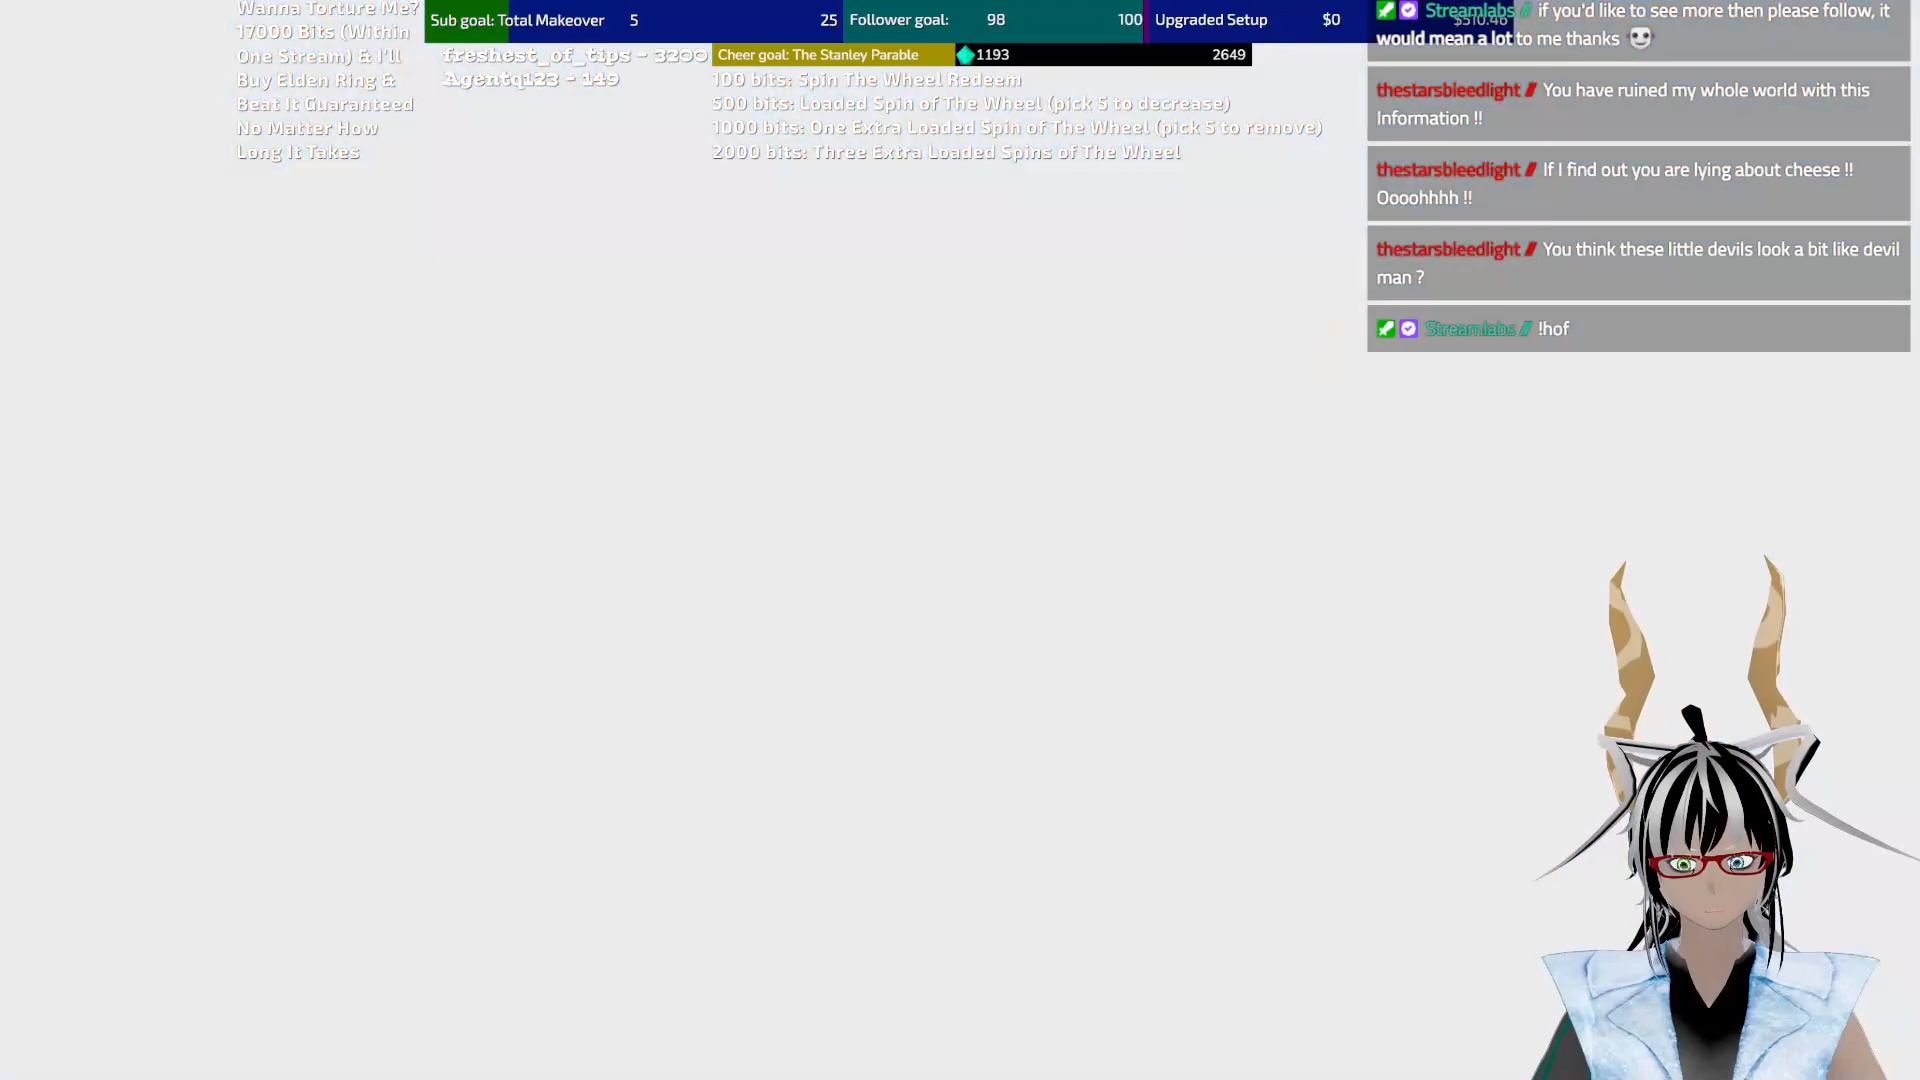 Wanna Torture Me?
17000 Bits (Within
One Stream) & I'll
Buy Elden Ring &
Beat It Guaranteed
No Matter How
Long It Takes
Sub goal: Total Makeover 5 25
Follower goal: 98 100
Upgraded Setup $0 $510.46
freshest_of_tips - 3200
Agentq123 - 149
Cheer goal: The Stanley Parable 1193 2649
100 bits: Spin The Wheel Redeem
500 bits: Loaded Spin of The Wheel (pick 5 to decrease)
1000 bits: One Extra Loaded Spin of The Wheel (pick 5 to remove)
2000 bits: Three Extra Loaded Spins of The Wheel
Streamlabs // if you'd like to see more then please follow, it
would mean a lot to me thanks
thestarsbleedlight // You have ruined my whole world with this
Information !!
thestarsbleedlight // If I find out you are lying about cheese !!
Ooohhhh !!
thestarsbleedlight // You think these little devils look a bit like devil
man ?
Streamlabs // !hof